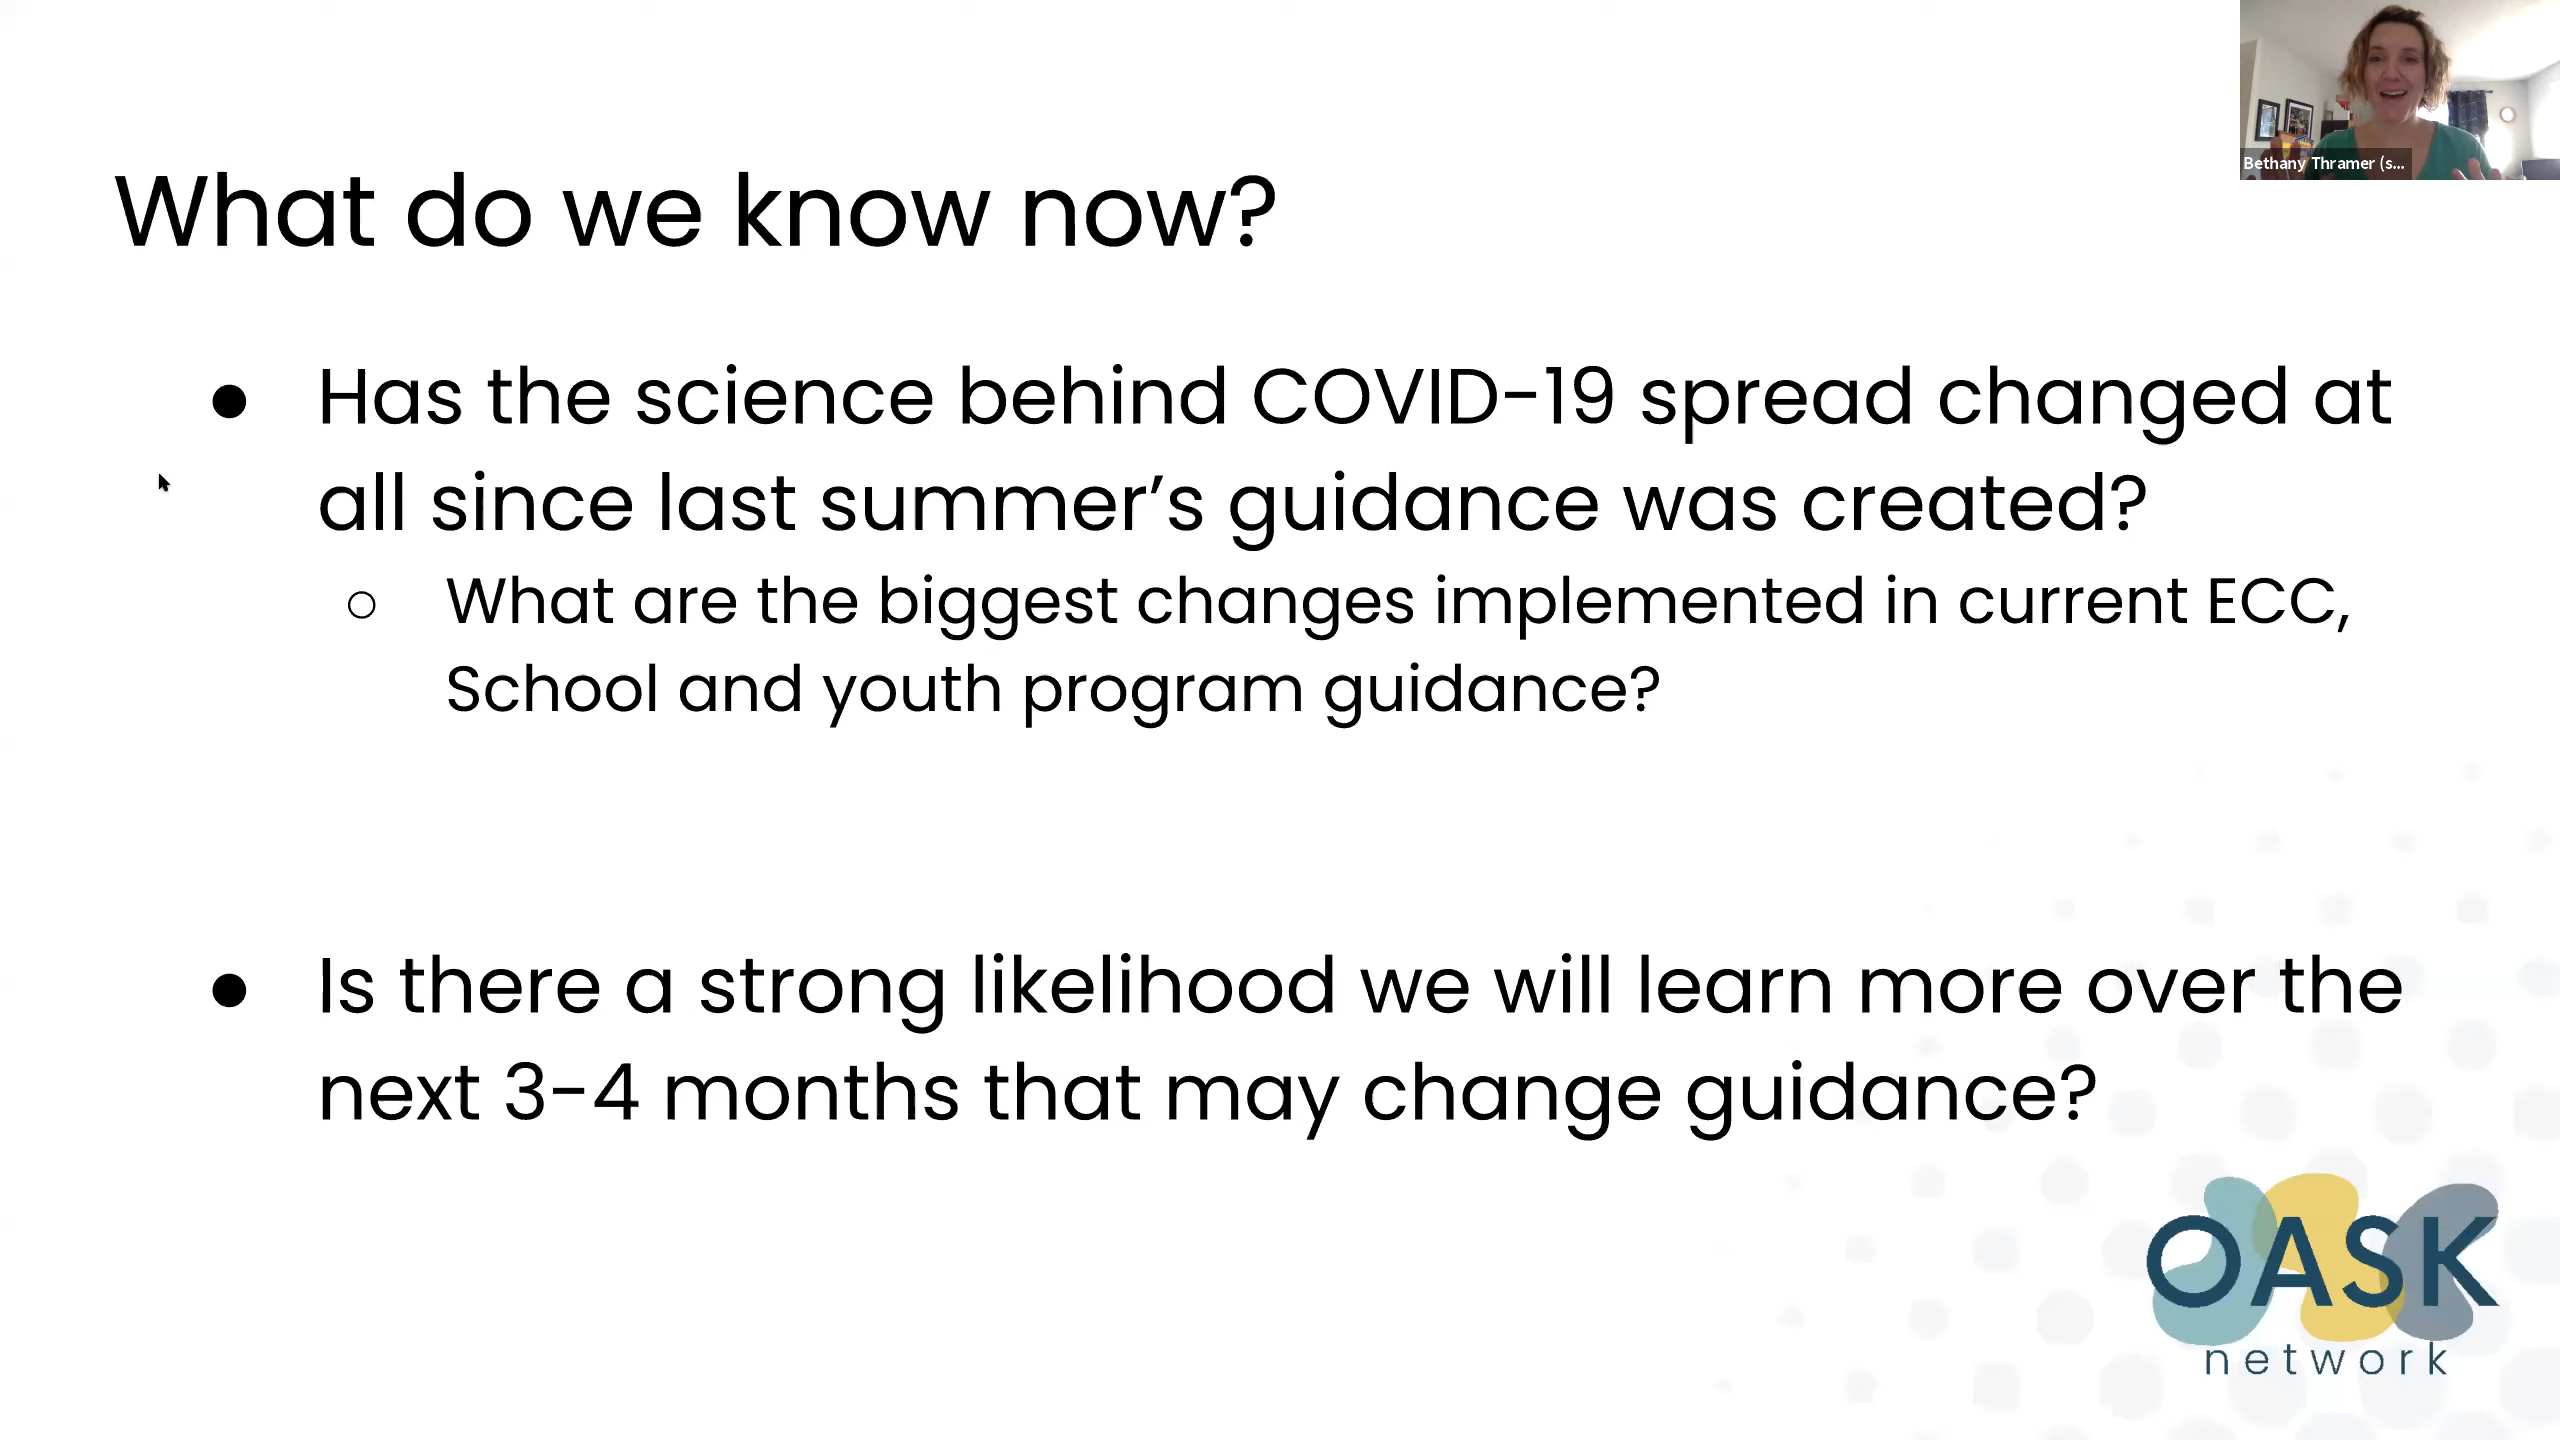 Bethany Thramer (s...
What do we know now?
● Has the science behind COVID-19 spread changed at
all since last summer’s guidance was created?
○ What are the biggest changes implemented in current ECC,
School and youth program guidance?
● Is there a strong likelihood we will learn more over the
next 3-4 months that may change guidance?
OASK
network